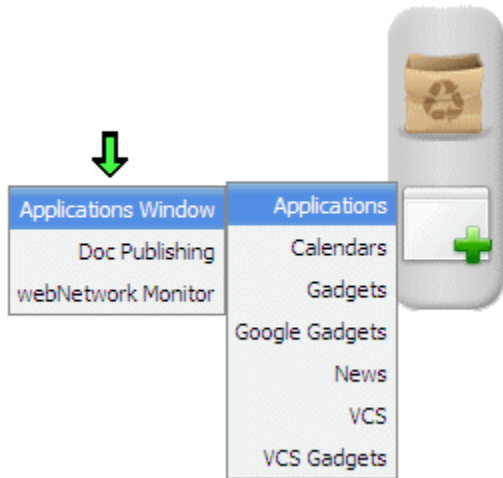 Applications Window
Doc Publishing
webNetwork Monitor
Applications
Calendars
Gadgets
Google Gadgets
News
VCS
VCS Gadgets